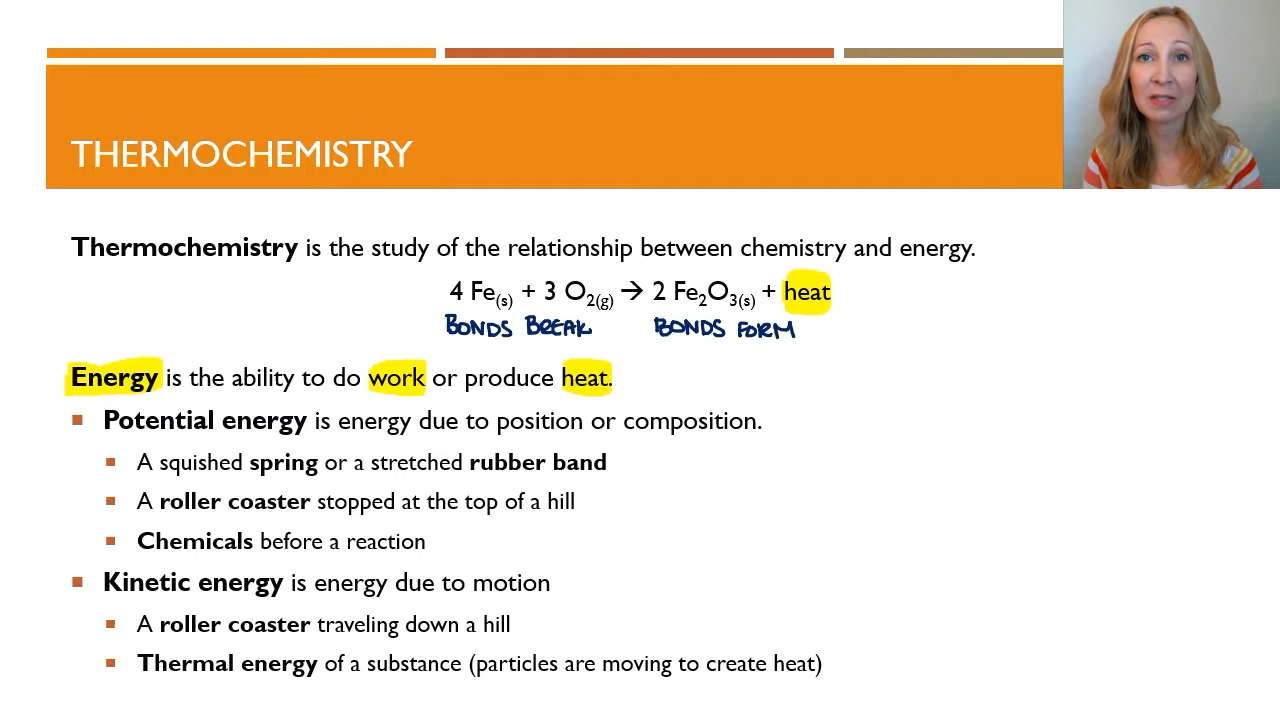 THERMOCHEMISTRY
Thermochemistry is the study of the relationship between chemistry and energy.
4 Fe(s) + 3 O2(g) → 2 Fe2O3(s) + heat
BONDS BREAK BONDS FORM
Energy is the ability to do work or produce heat.
▪ Potential energy is energy due to position or composition.
▪ A squished spring or a stretched rubber band
▪ A roller coaster stopped at the top of a hill
▪ Chemicals before a reaction
▪ Kinetic energy is energy due to motion
▪ A roller coaster traveling down a hill
▪ Thermal energy of a substance (particles are moving to create heat)